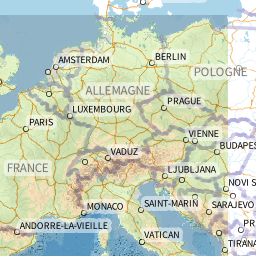 AMSTERDAM
BERLIN
POLOGNE
ALLEMAGNE
PRAGUE
LUXEMBOURG
PARIS
VIENNE
BUDAPES
VADUZ
FRANCE
LJUBLJANA
NOVI S
MONACO
SAINT-MARIN
SARAJEVO
ANDORRE-LA-VIEILLE
PR
VATICAN
TIRANA